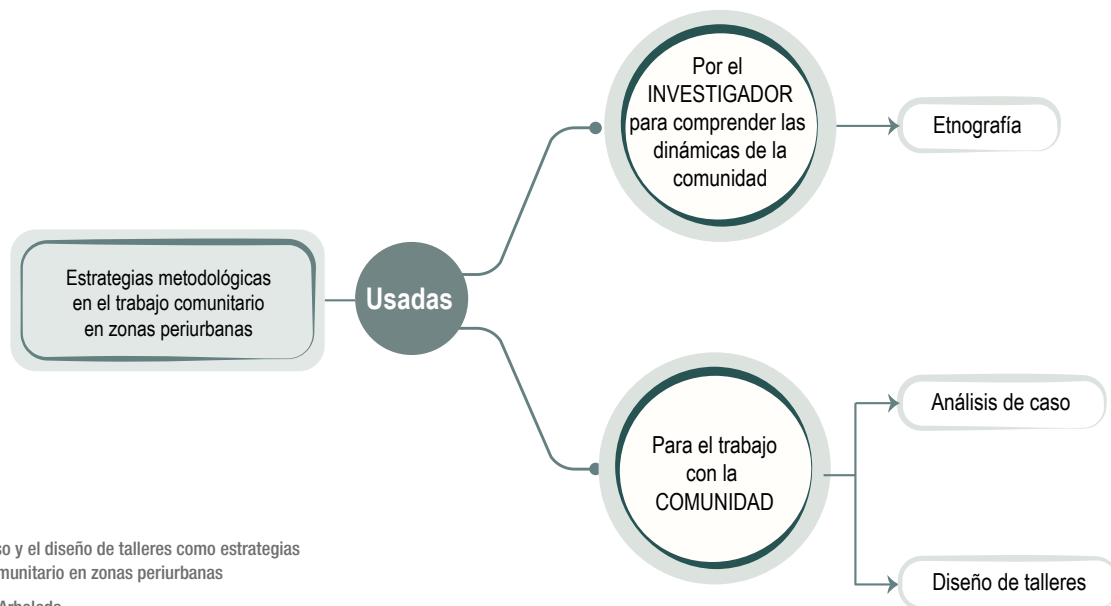 Por el
INVESTIGADOR
para comprender las
dinámicas de la
comunidad
Etnografía
Estrategias metodológicas
en el trabajo comunitario
en zonas periurbanas
Usadas
Análisis de caso
Para el trabajo
con la
COMUNIDAD
Diseño de talleres
so y el diseño de talleres como estrategias
munitario en zonas periurbanas